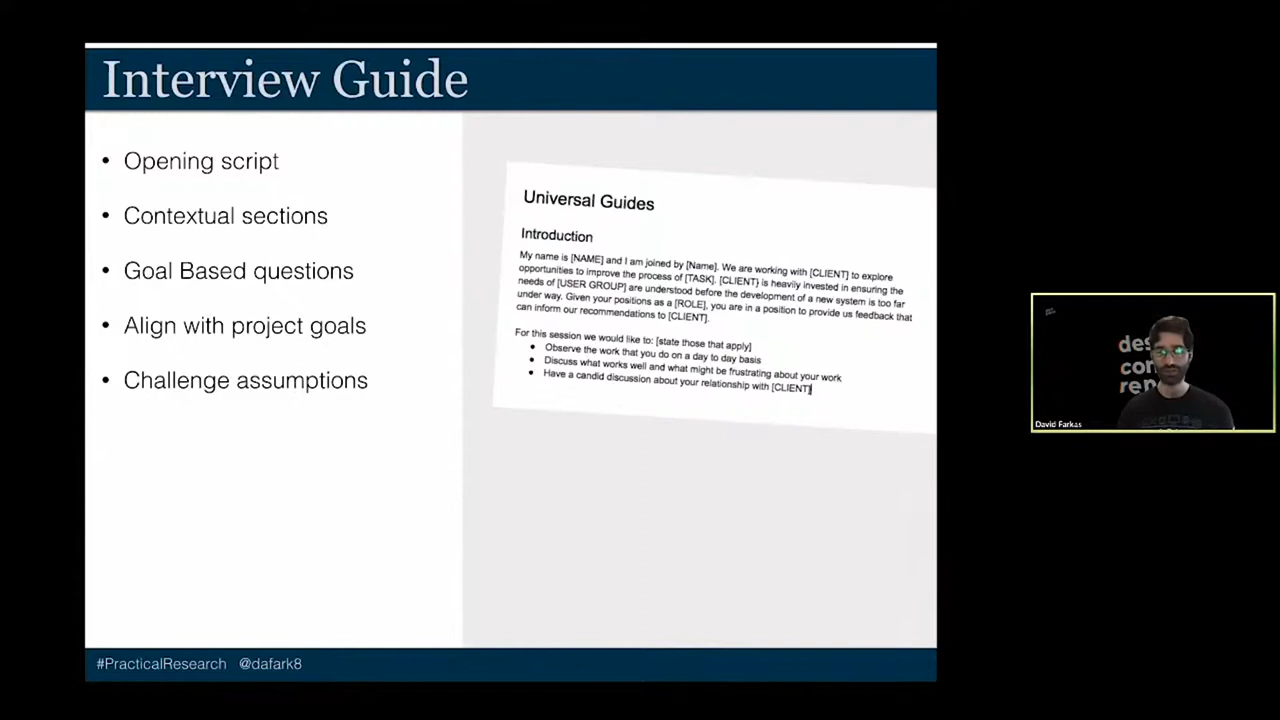 Interview Guide
• Opening script
• Contextual sections
• Goal Based questions
• Align with project goals
• Challenge assumptions
Universal Guides
Introduction
My name is [NAME] and I am joined by [Name]. We are working with [CLIENT] to explore
opportunities to improve the process of [TASK]. [CLIENT} is heavily invested in ensuring the
needs of [USER GROUP] are understood before the development of a new system is too far
under way. Given your positions as a [ROLE], you are in a position to provide us feedback that
can inform our recommendations to [CLIENT].
For this session we would like to: [state those that apply]
• Observe the work that you do on a day to day basis
• Discuss what works well and what might be frustrating about your work
• Have a candid discussion about your relationship with [CLIENT]
#PracticalResearch @dafark8
des
con
rep
David Farkas